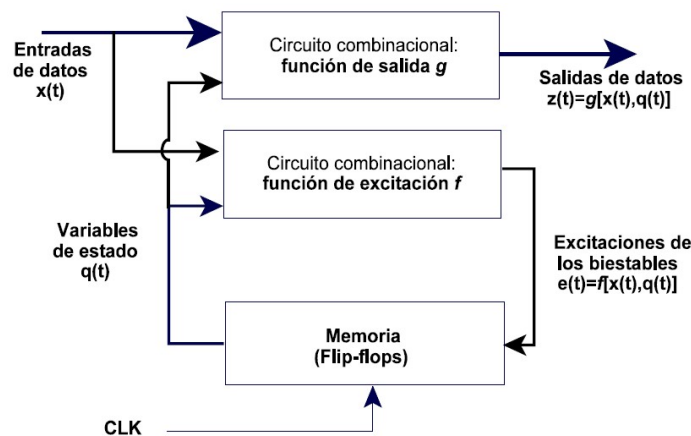 Entradas
de datos
x(t)
Circuito combinacional:
función de salida g
Salidas de datos
z(t)=g[x(t),q(t)]
Circuito combinacional:
función de excitación f
Variables
de estado
q(t)
Excitaciones de
los biestables
e(t)=f[x(t),q(t)]
Memoria
(Flip-flops)
CLK